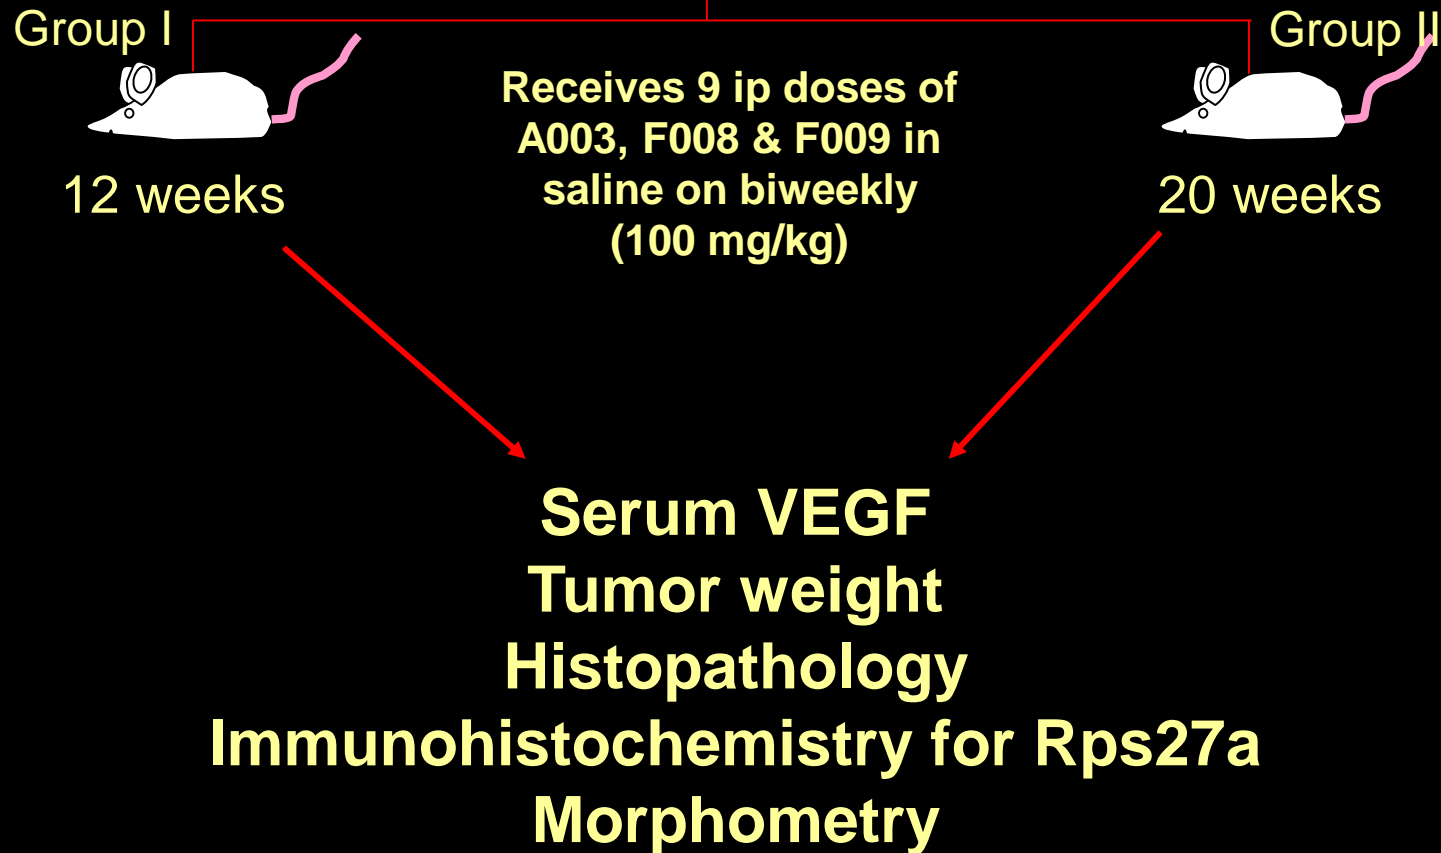 Group I
Group II
Receives 9 ip doses of
A003, F008 & F009 in
saline on biweekly
(100 mg/kg)
12 weeks
20 weeks
Serum VEGF
Tumor weight
Histopathology
Immunohistochemistry for Rps27a
Morphometry